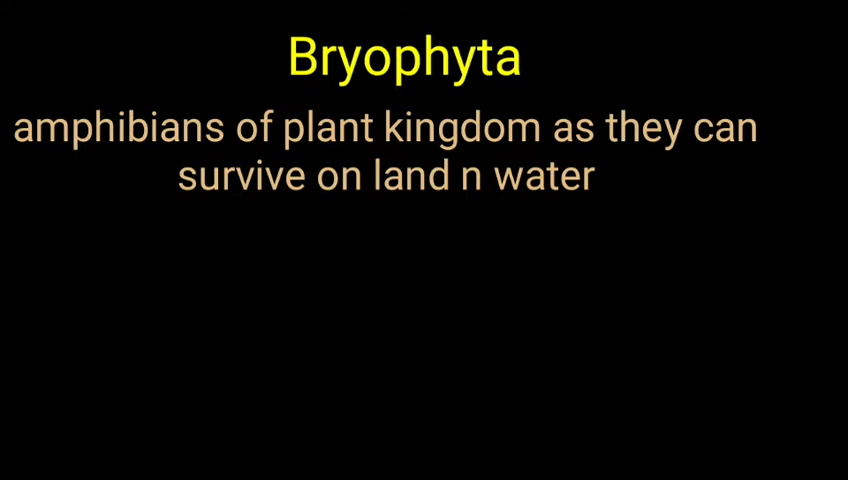 Bryophyta
amphibians of plant kingdom as they can
survive on land n water